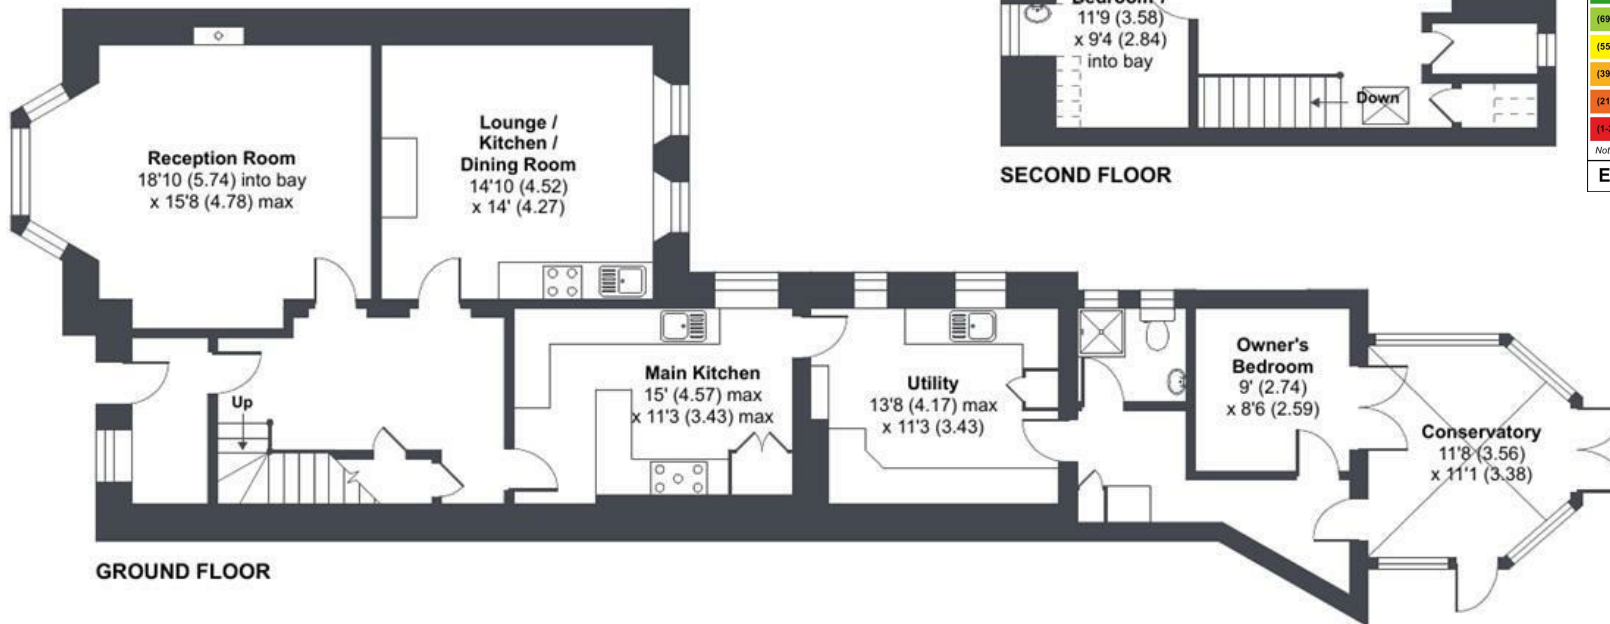 Reception Room
18'10 (5.74) into bay
x 15'8 (4.78) max
Lounge /
Kitchen /
Dining Room
14'10 (4.52)
x 14' (4.27)
11'9 (3.58)
x 9'4 (2.84)
into bay
Down
SECOND FLOOR
(69
(55
(39
(21
(1-
Not
E
Up
Main Kitchen
15' (4.57) max
x 11'3 (3.43) max
Utility
13'8 (4.17) max
x 11'3 (3.43)
Owner's
Bedroom
9' (2.74)
x 8'6 (2.59)
Conservatory
11'8 (3.56)
x 11'1 (3.38)
GROUND FLOOR